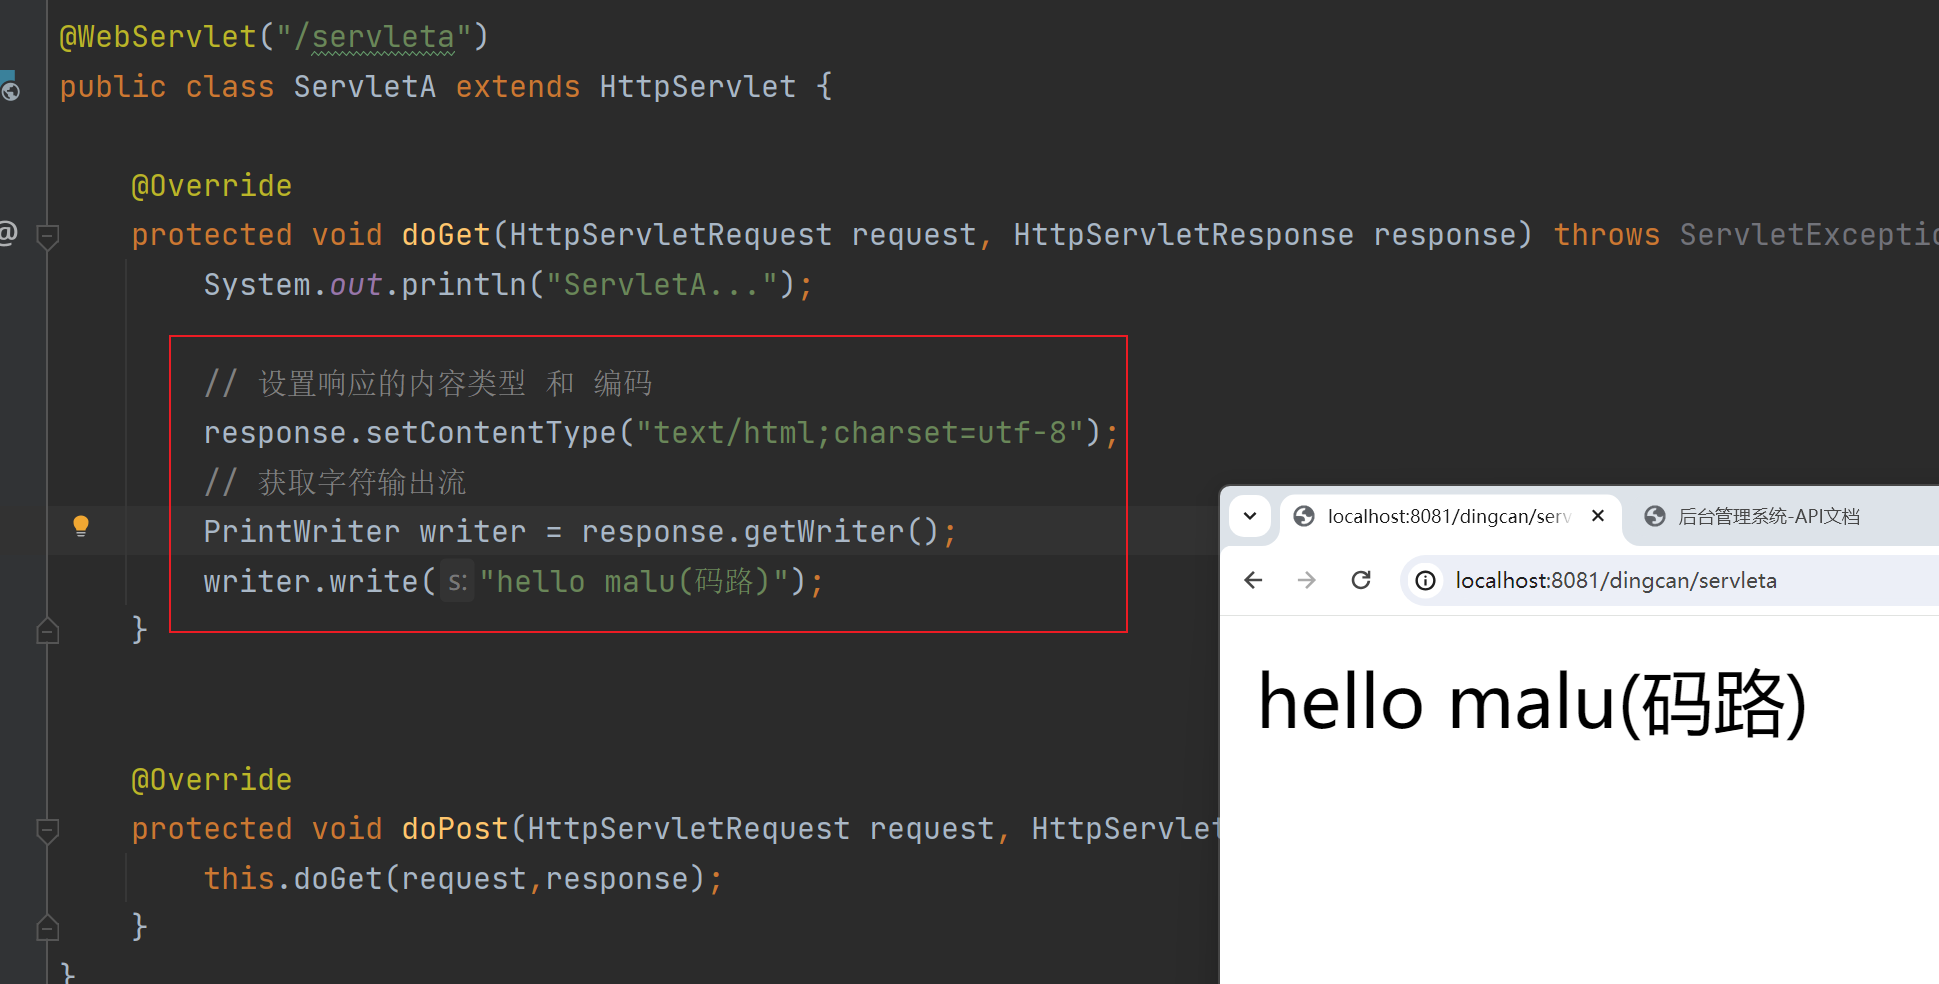 @WebServlet("/servleta")
public class ServletA extends HttpServlet {
@Override
protected void doGet(HttpServletRequest request, HttpServletResponse response) throws ServletExceptio
System.out.println("ServletA...");
// 设置响应的内容类型 和 编码
response.setContentType("text/html;charset=utf-8");
// 获取字符输出流
PrintWriter writer = response.getWriter();
writer.write( s: "hello malu(码路)");
}
@Override
protected void doPost(HttpServletRequest request, HttpServlet
this.doGet(request,response);
}
}
localhost:8081/dingcan/serv
后台管理系统-API文档
localhost:8081/dingcan/servleta
hello malu(码路)